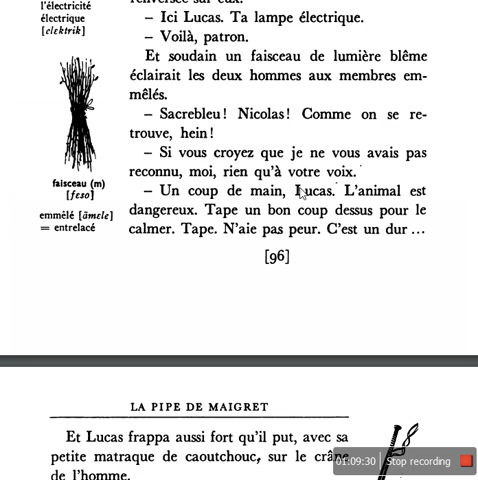 l'électricité
électrique
[elektrik]
faisceau (m)
[fɛso]
emmêlé [ãmele]
= entrelacé
– Ici Lucas. Ta lampe électrique.
– Voilà, patron.
Et soudain un faisceau de lumière blême
éclairait les deux hommes aux membres em-
mêlés.
– Sacrebleu! Nicolas! Comme on se re-
trouve, hein!
– Si vous croyez que je ne vous avais pas
reconnu, moi, rien qu'à votre voix.
– Un coup de main, Lucas. L'animal est
dangereux. Tape un bon coup dessus pour le
calmer. Tape. N'aie pas peur. C'est un dur ...
[96]
LA PIPE DE MAIGRET
Et Lucas frappa aussi fort qu'il put, avec sa
petite matraque de caoutchouc, sur le crâne
de l'homme.
01:09:30 Stop recording